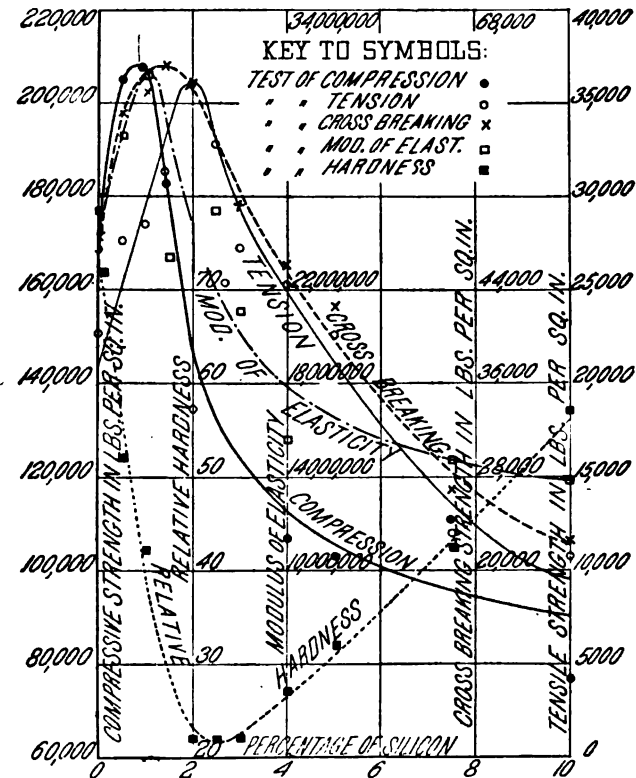 220,000 34,000,000 68,000 40,000
KEY TO SYMBOLS:
TEST OF COMPRESSION
" " TENSION
" " CROSS BREAKING
" " MOD. OF ELAST.
" " HARDNESS
200,000 35,000
180,000 30,000
160,000 70 22,000,000 44,000 25,000
140,000 60 18,000,000 36,000 20,000
120,000 50 14,000,000 28,000 15,000
100,000 40 10,000,000 20,000 10,000
80,000 30 5000
60,000 20 0
COMPRESSIVE STRENGTH IN LBS. PER SQ. IN.
RELATIVE HARDNESS
MODULUS OF ELASTICITY
CROSS BREAKING STRENGTH IN LBS. PER SQ. IN.
TENSILE STRENGTH IN LBS. PER SQ. IN.
TENSION
CROSS BREAKING
MOD. OF ELASTICITY
COMPRESSION
RELATIVE HARDNESS
PERCENTAGE OF SILICON
0 2 4 6 8 10